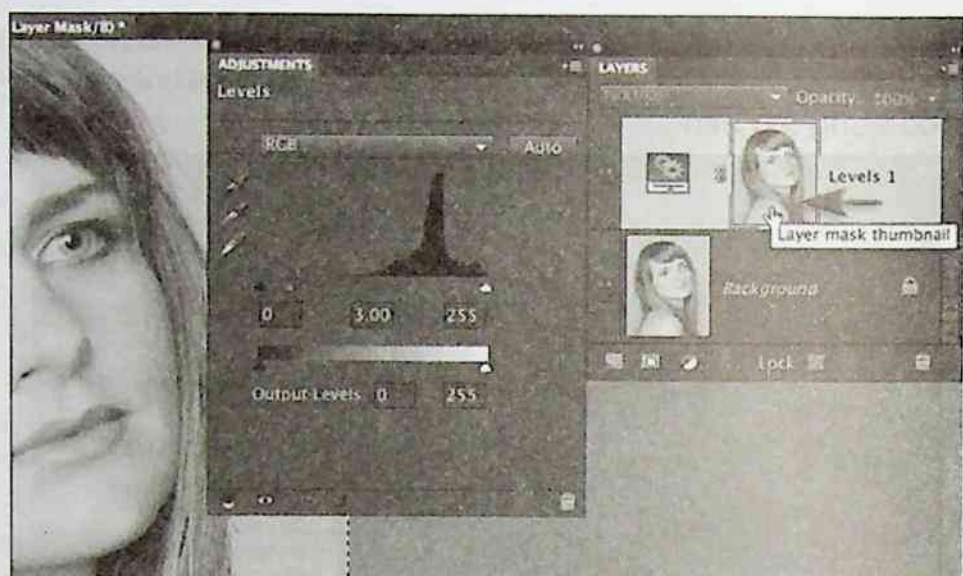 Layer Mask/8) *
ADJUSTMENTS
Levels
RGB
Auto
0
3.00
255
Output Levels 0 255
LAYERS
Opacity: 100%
Levels 1
Layer mask thumbnail
Background
Lock